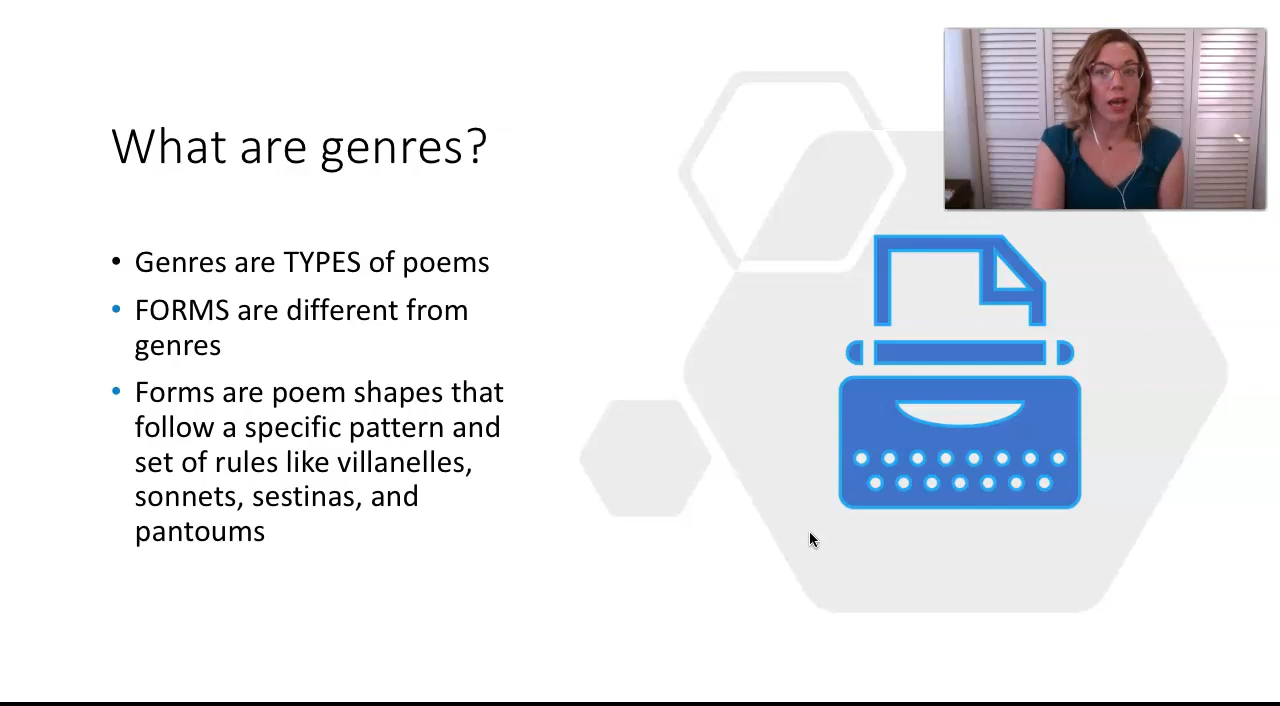 What are genres?
• Genres are TYPES of poems
• FORMS are different from
genres
• Forms are poem shapes that
follow a specific pattern and
set of rules like villanelles,
sonnets, sestinas, and
pantoums